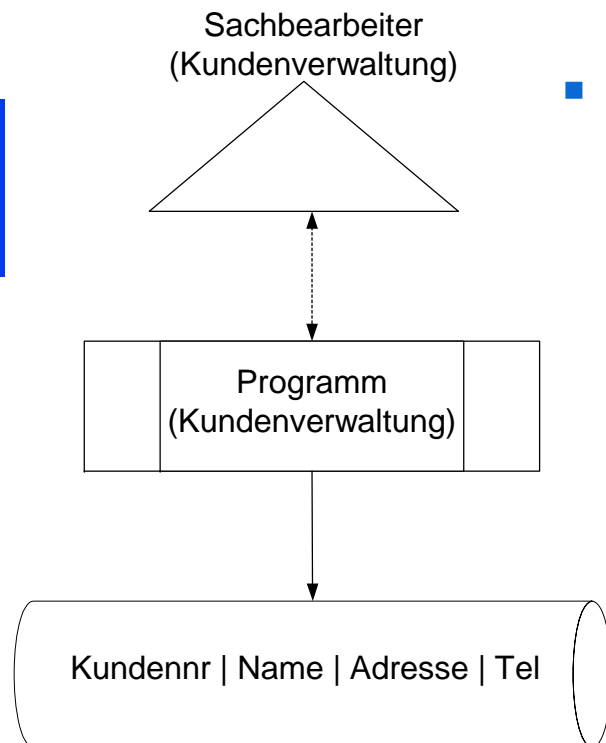 Sachbearbeiter
(Kundenverwaltung)
Programm
(Kundenverwaltung)
Kundennr | Name | Adresse | Tel